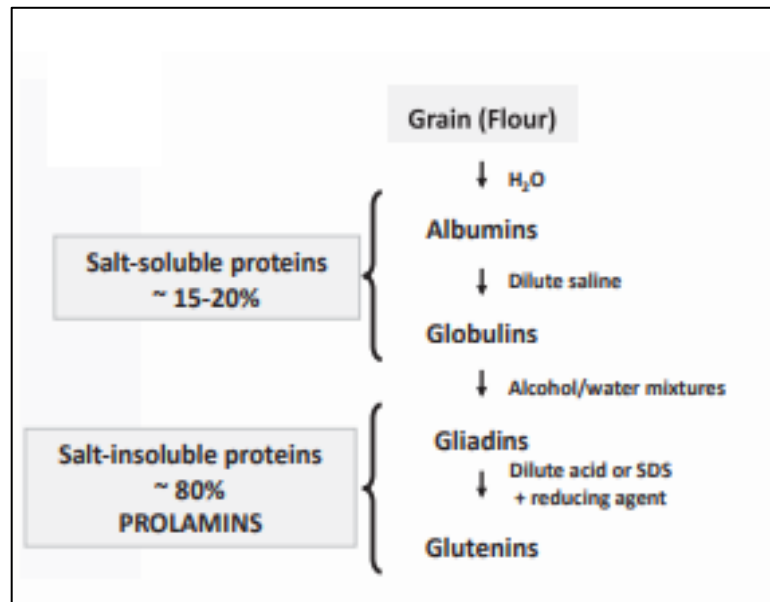 Grain (Flour)
H₂O
Albumins
Salt-soluble proteins
~ 15-20%
Dilute saline
Globulins
Alcohol/water mixtures
Gliadins
Salt-insoluble proteins
~ 80%
PROLAMINS
Dilute acid or SDS
+ reducing agent
Glutenins